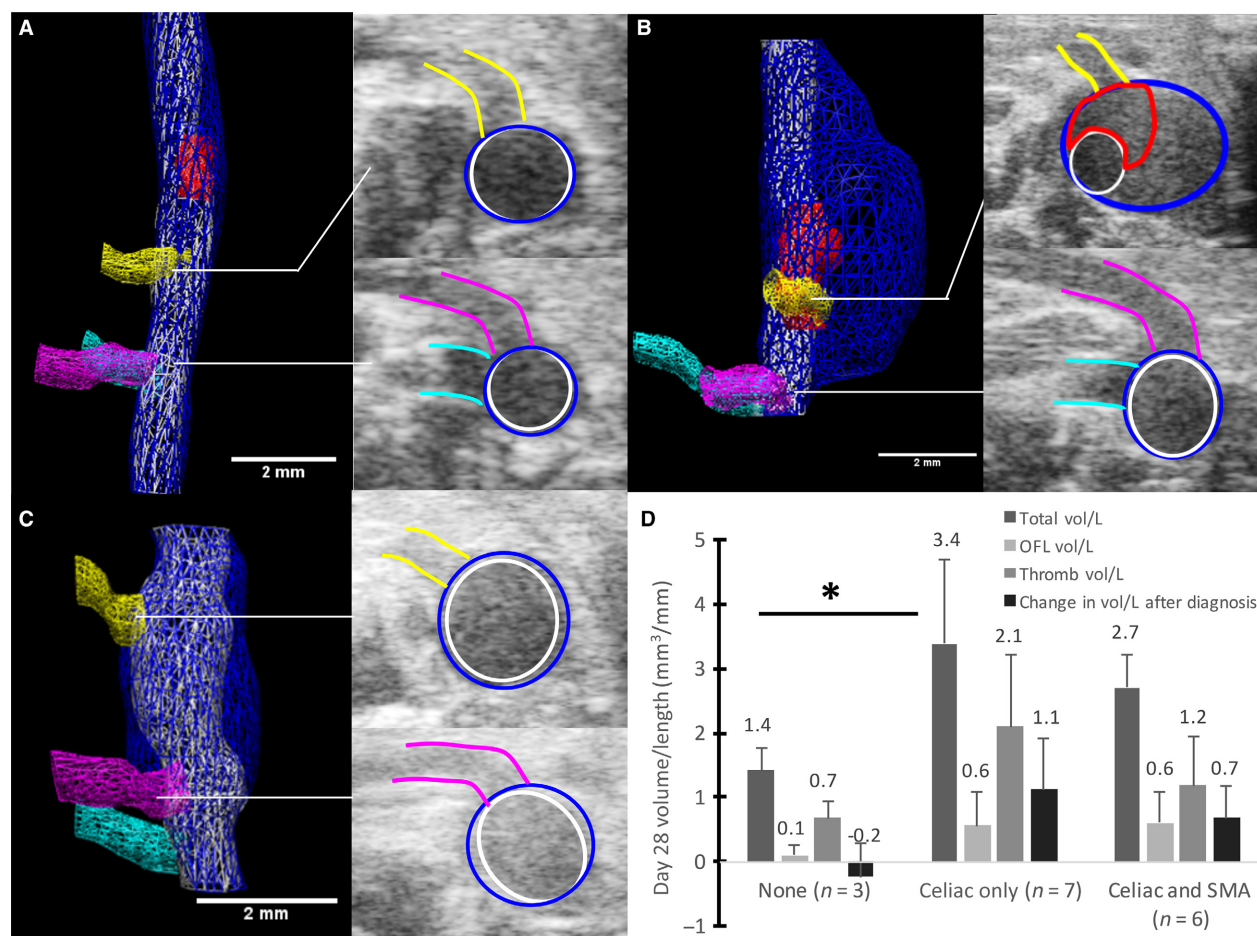 A
B
2 mm
2 mm
C
2 mm
D
Total vol/L
OFL vol/L
Thromb vol/L
Change in vol/L after diagnosis
Day 28 volume/length (mm³/mm)
5
4
3
2
1
0
−1
*
1.4
0.1
0.7
-0.2
3.4
0.6
2.1
1.1
2.7
0.6
1.2
0.7
None (n = 3)
Celiac only (n = 7)
Celiac and SMA
(n = 6)